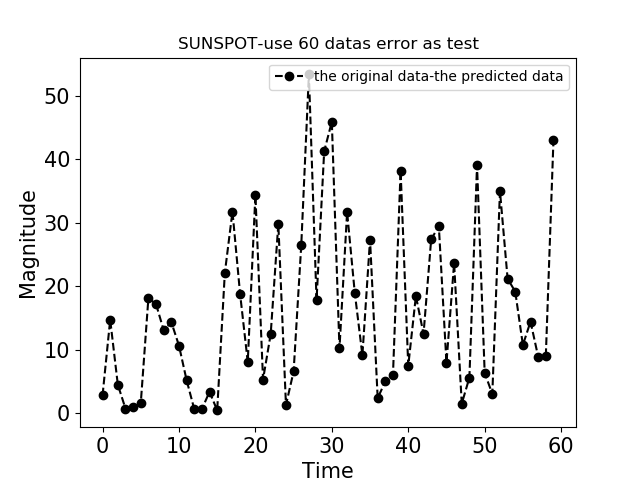 SUNSPOT-use 60 datas error as test
the original data-the predicted data
50
40
30
20
10
0
Magnitude
0 10 20 30 40 50 60
Time